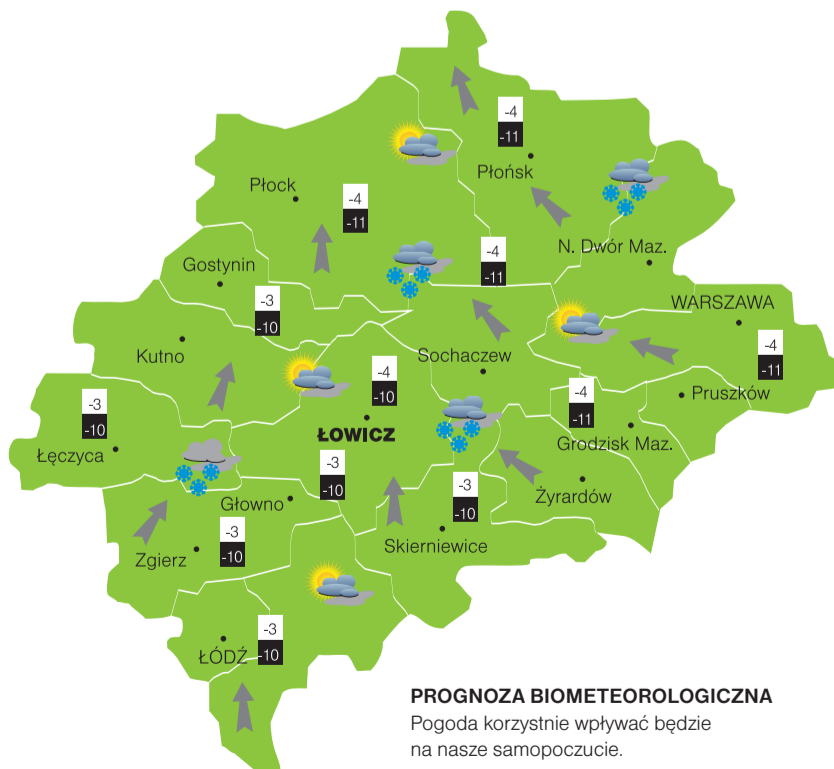 -4
-11
Płońsk
Płock
-4
-11
N. Dwór Maz.
-4
-11
Gostynin
-3
-10
WARSZAWA
Kutno
Sochaczew
-4
-11
-4
-10
Pruszków
-4
-11
-3
-10
ŁOWICZ
Grodzisk Maz.
Łęczyca
-3
-10
Głowno
-3
-10
Żyrardów
-3
-10
Zgierz
Skierniewice
-3
-10
ŁÓDŹ
PROGNOZA BIOMETEOROLOGICZNA
Pogoda korzystnie wpływać będzie
na nasze samopoczucie.